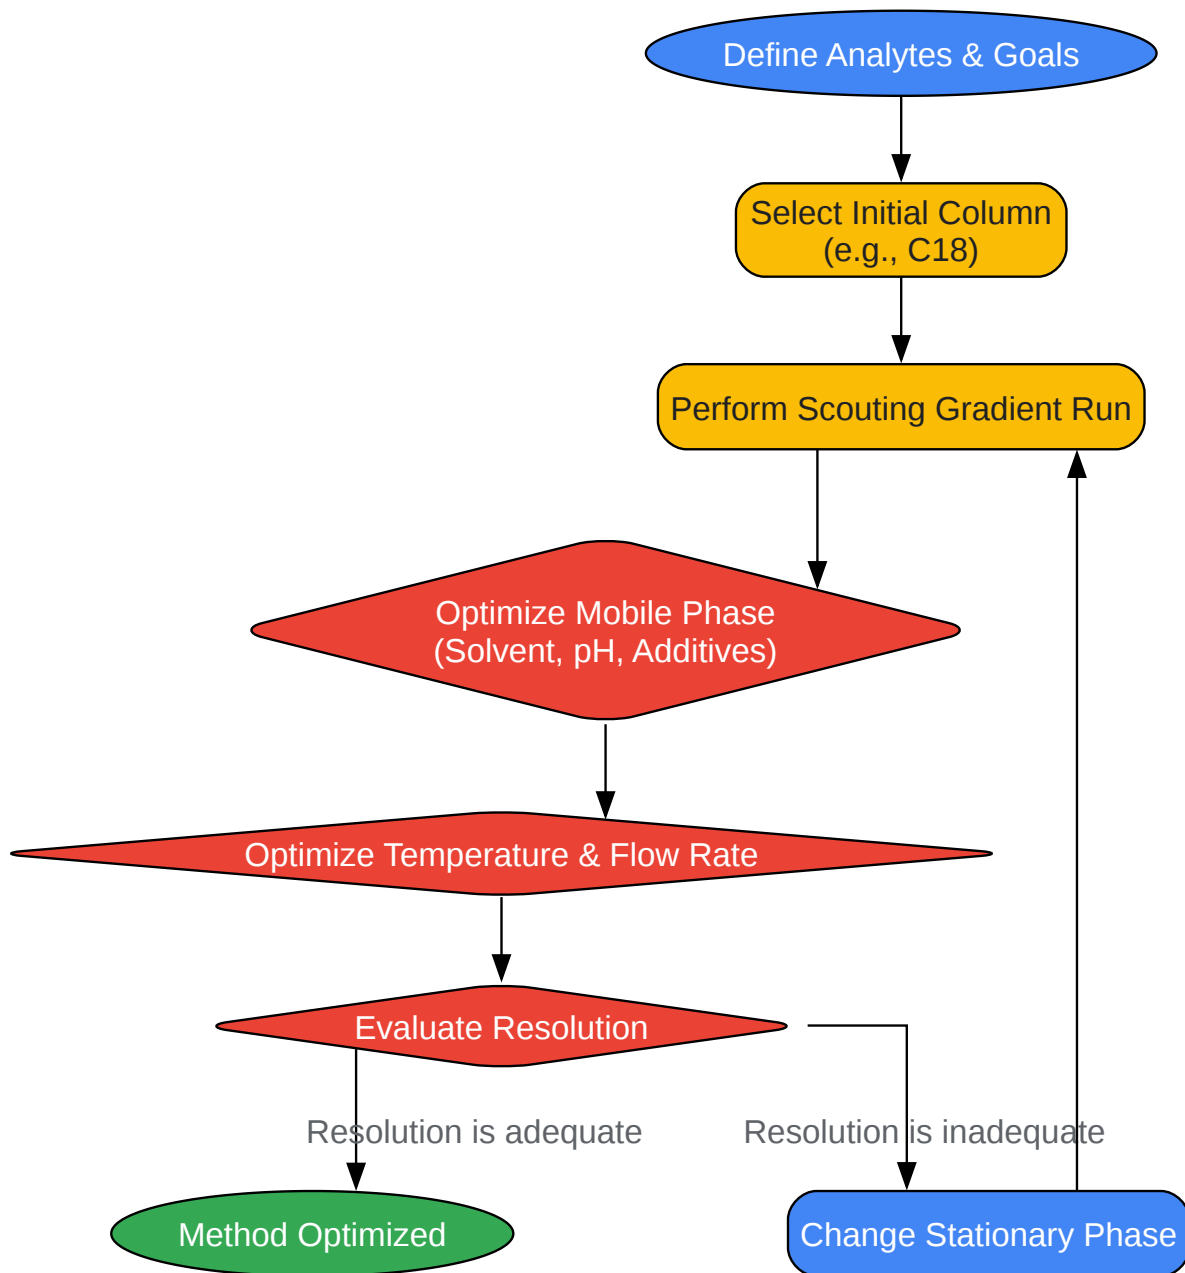 Define Analytes & Goals
Select Initial Column
(e.g., C18)
Perform Scouting Gradient Run
Optimize Mobile Phase
(Solvent, pH, Additives)
Optimize Temperature & Flow Rate
Evaluate Resolution
Resolution is adequate
Resolution is inadequate
Method Optimized
Change Stationary Phase